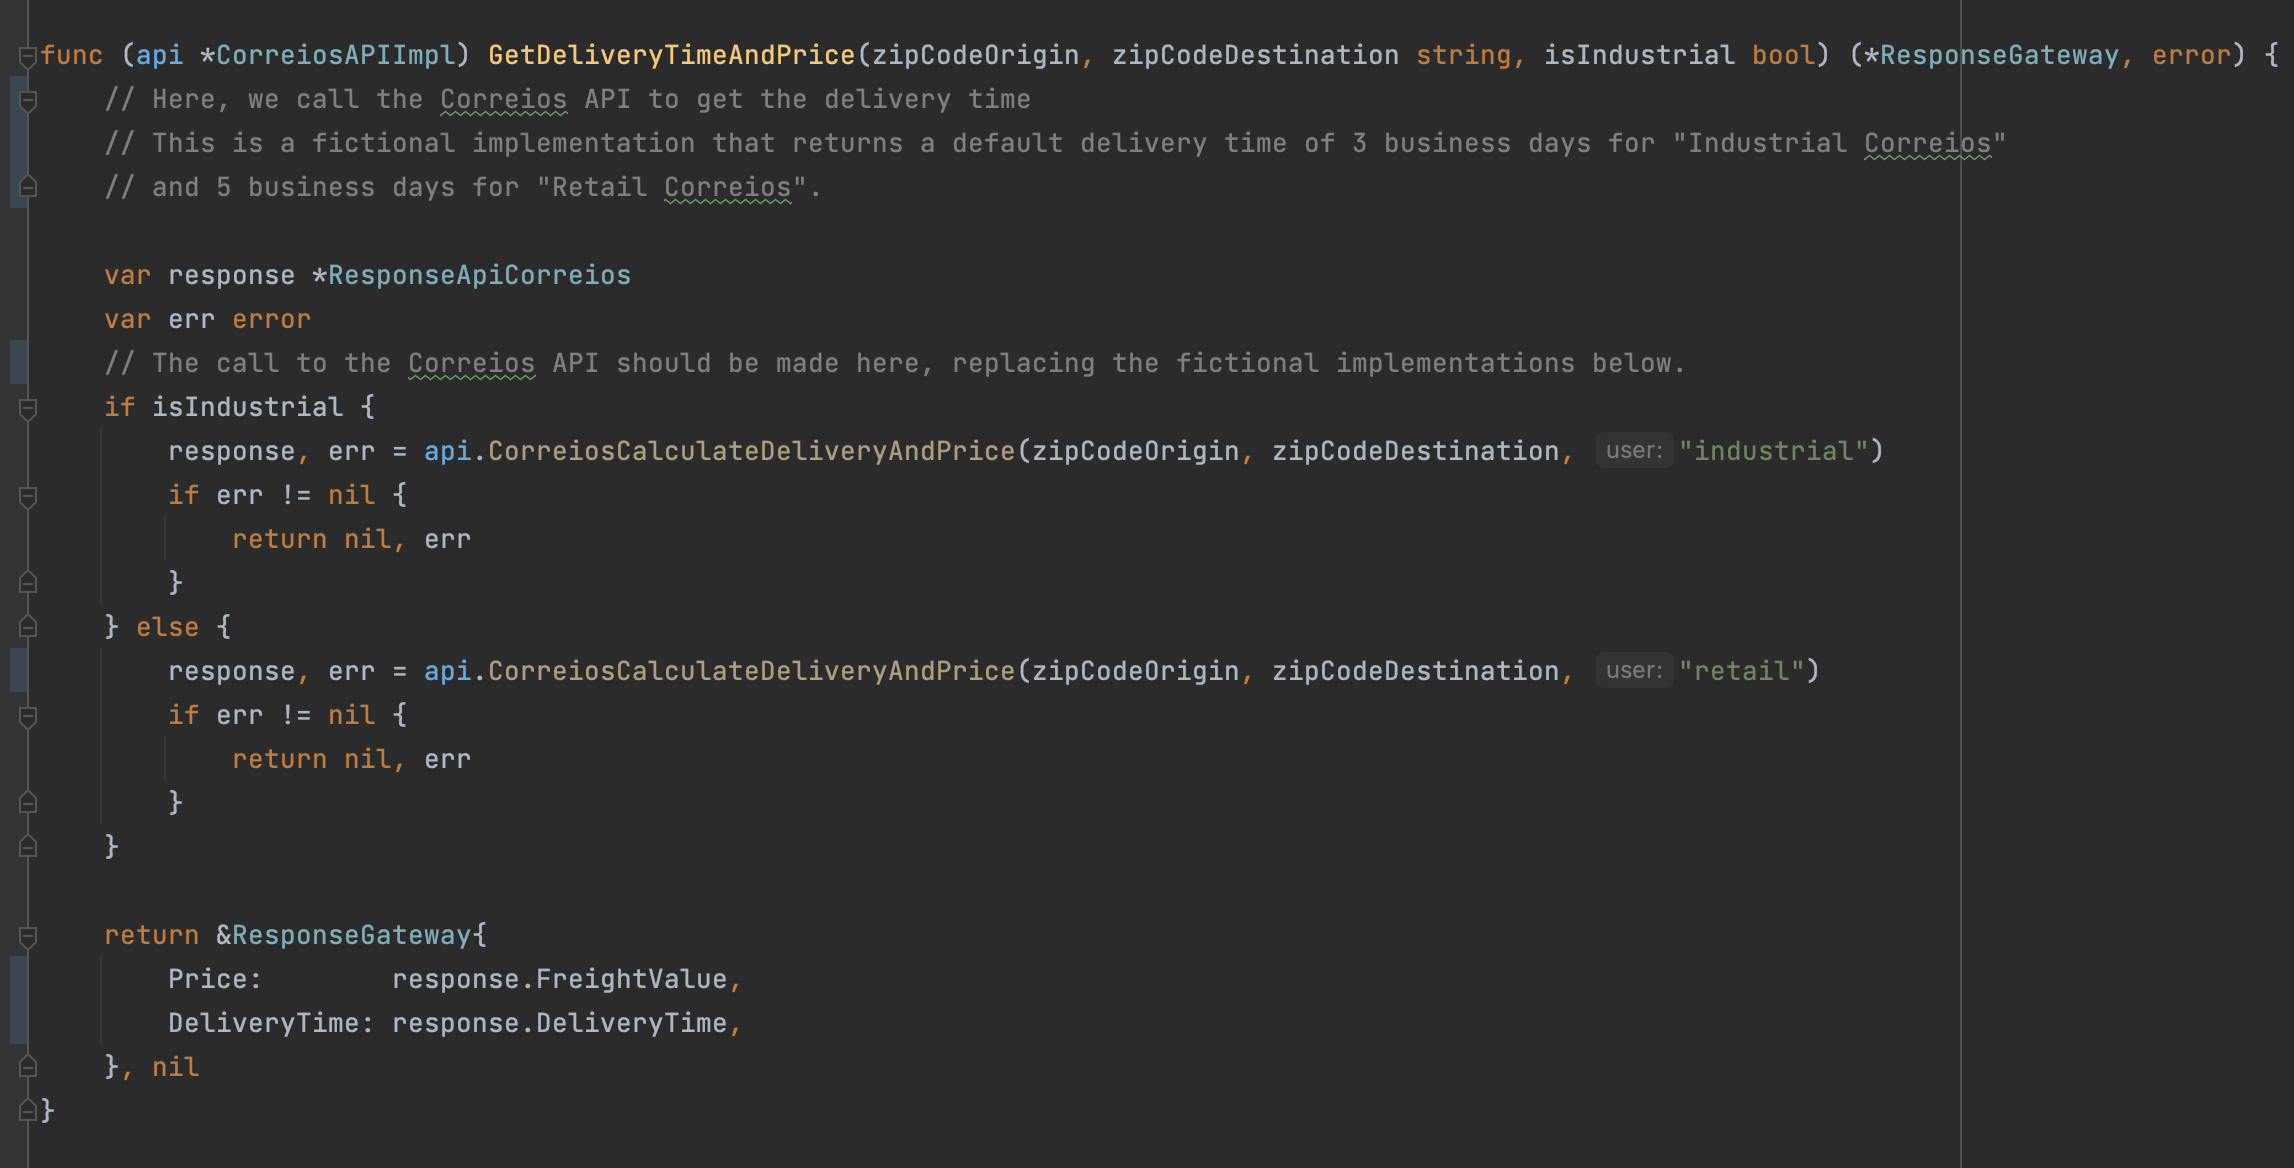 func (api *CorreiosAPIImpl) GetDeliveryTimeAndPrice(zipCodeOrigin, zipCodeDestination string, isIndustrial bool) (*ResponseGateway, error) {
    // Here, we call the Correios API to get the delivery time
    // This is a fictional implementation that returns a default delivery time of 3 business days for "Industrial Correios"
    // and 5 business days for "Retail Correios".

    var response *ResponseApiCorreios
    var err error
    // The call to the Correios API should be made here, replacing the fictional implementations below.
    if isIndustrial {
        response, err = api.CorreiosCalculateDeliveryAndPrice(zipCodeOrigin, zipCodeDestination, user: "industrial")
        if err != nil {
            return nil, err
        }
    } else {
        response, err = api.CorreiosCalculateDeliveryAndPrice(zipCodeOrigin, zipCodeDestination, user: "retail")
        if err != nil {
            return nil, err
        }
    }

    return &ResponseGateway{
        Price:        response.FreightValue,
        DeliveryTime: response.DeliveryTime,
    }, nil
}